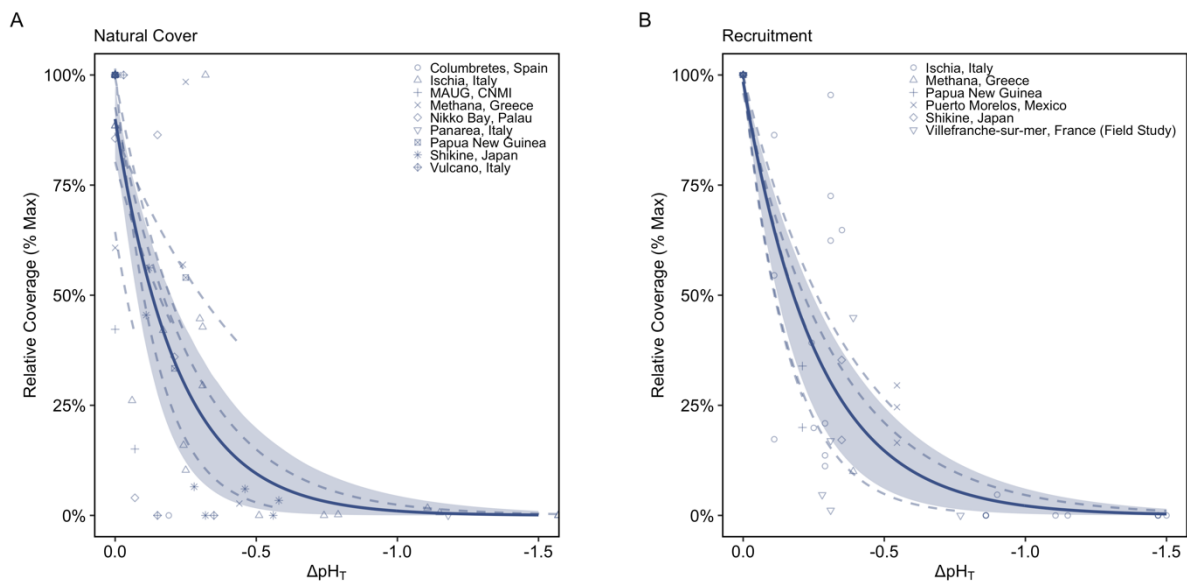 A
Natural Cover
100%
75%
50%
25%
0%
Relative Coverage (% Max)
Columbretes, Spain
Ischia, Italy
MAUG, CNMI
Methana, Greece
Nikko Bay, Palau
Panarea, Italy
Papua New Guinea
Shikine, Japan
Vulcano, Italy
0.0
-0.5
-1.0
-1.5
ΔpHT
B
Recruitment
100%
75%
50%
25%
0%
Relative Coverage (% Max)
Ischia, Italy
Methana, Greece
Papua New Guinea
Puerto Morelos, Mexico
Shikine, Japan
Villefranche-sur-mer, France (Field Study)
0.0
-0.5
-1.0
-1.5
ΔpHT